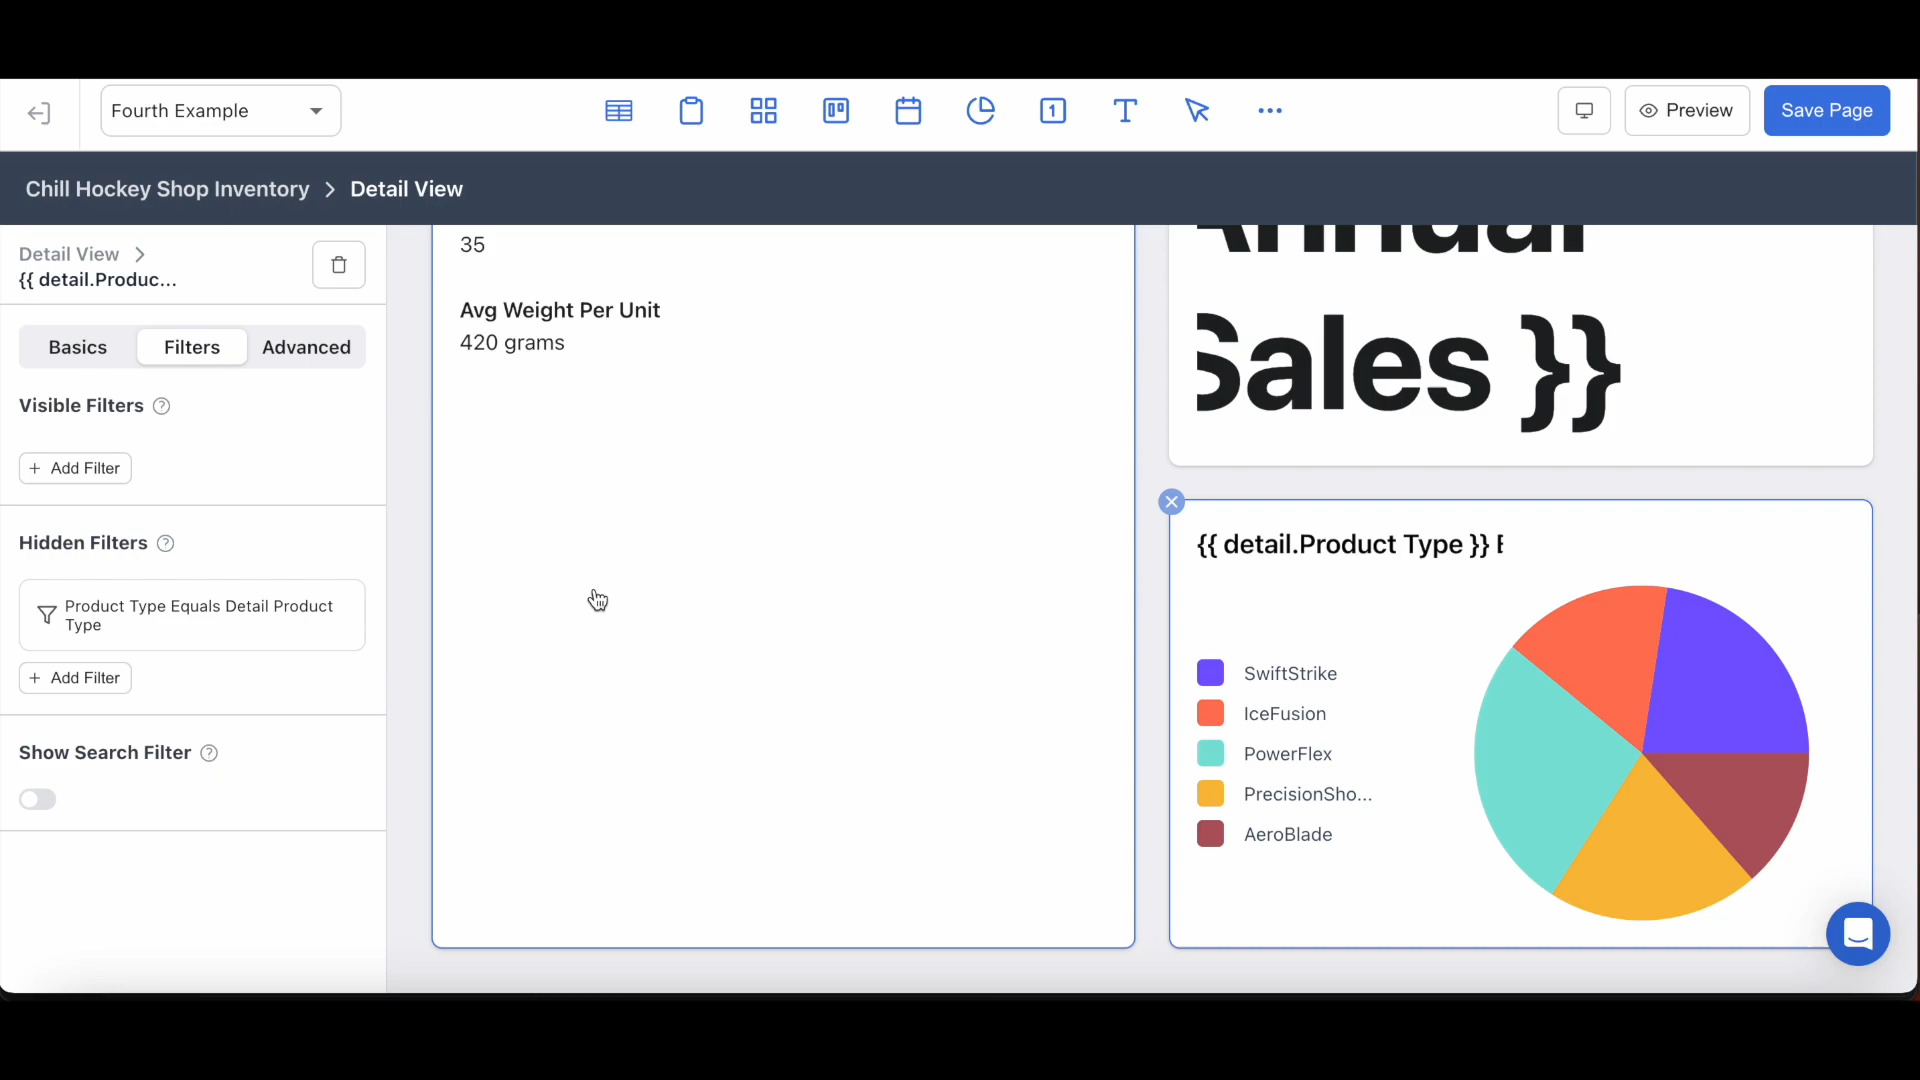 Fourth Example
1
T
Preview
Save Page
Chill Hockey Shop Inventory > Detail View
Detail View >
{{ detail.Produc...
Basics
Filters
Advanced
Visible Filters ?
+ Add Filter
Hidden Filters ?
Product Type Equals Detail Product
Type
+ Add Filter
Show Search Filter ?
35
Avg Weight Per Unit
420 grams
Annual
Sales }}
{{ detail.Product Type }}
SwiftStrike
IceFusion
PowerFlex
PrecisionSho...
AeroBlade